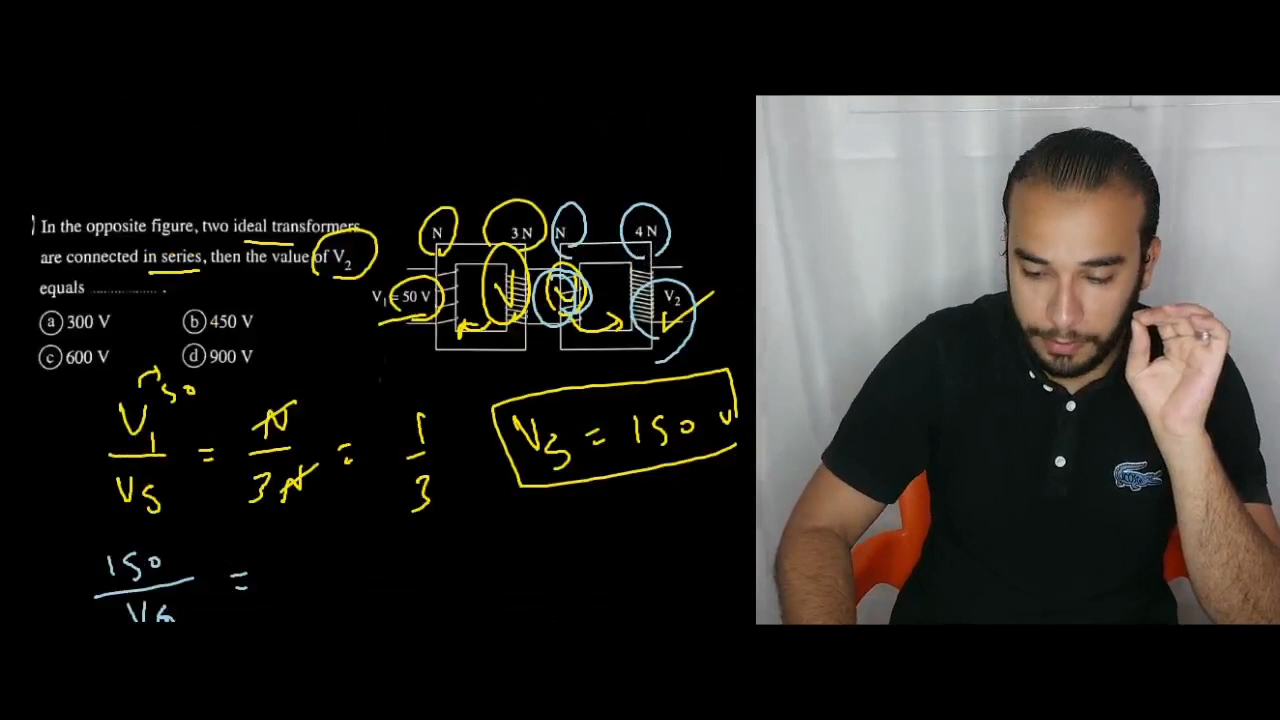 In the opposite figure, two ideal transformers
are connected in series, then the value of V2
equals .................. .
a 300 V b 450 V
c 600 V d 900 V
N 3 N N 4 N
V1 = 50 V V2
V1 50
VS = N / 3N = 1 / 3
VS = 150 V
150 / VS =